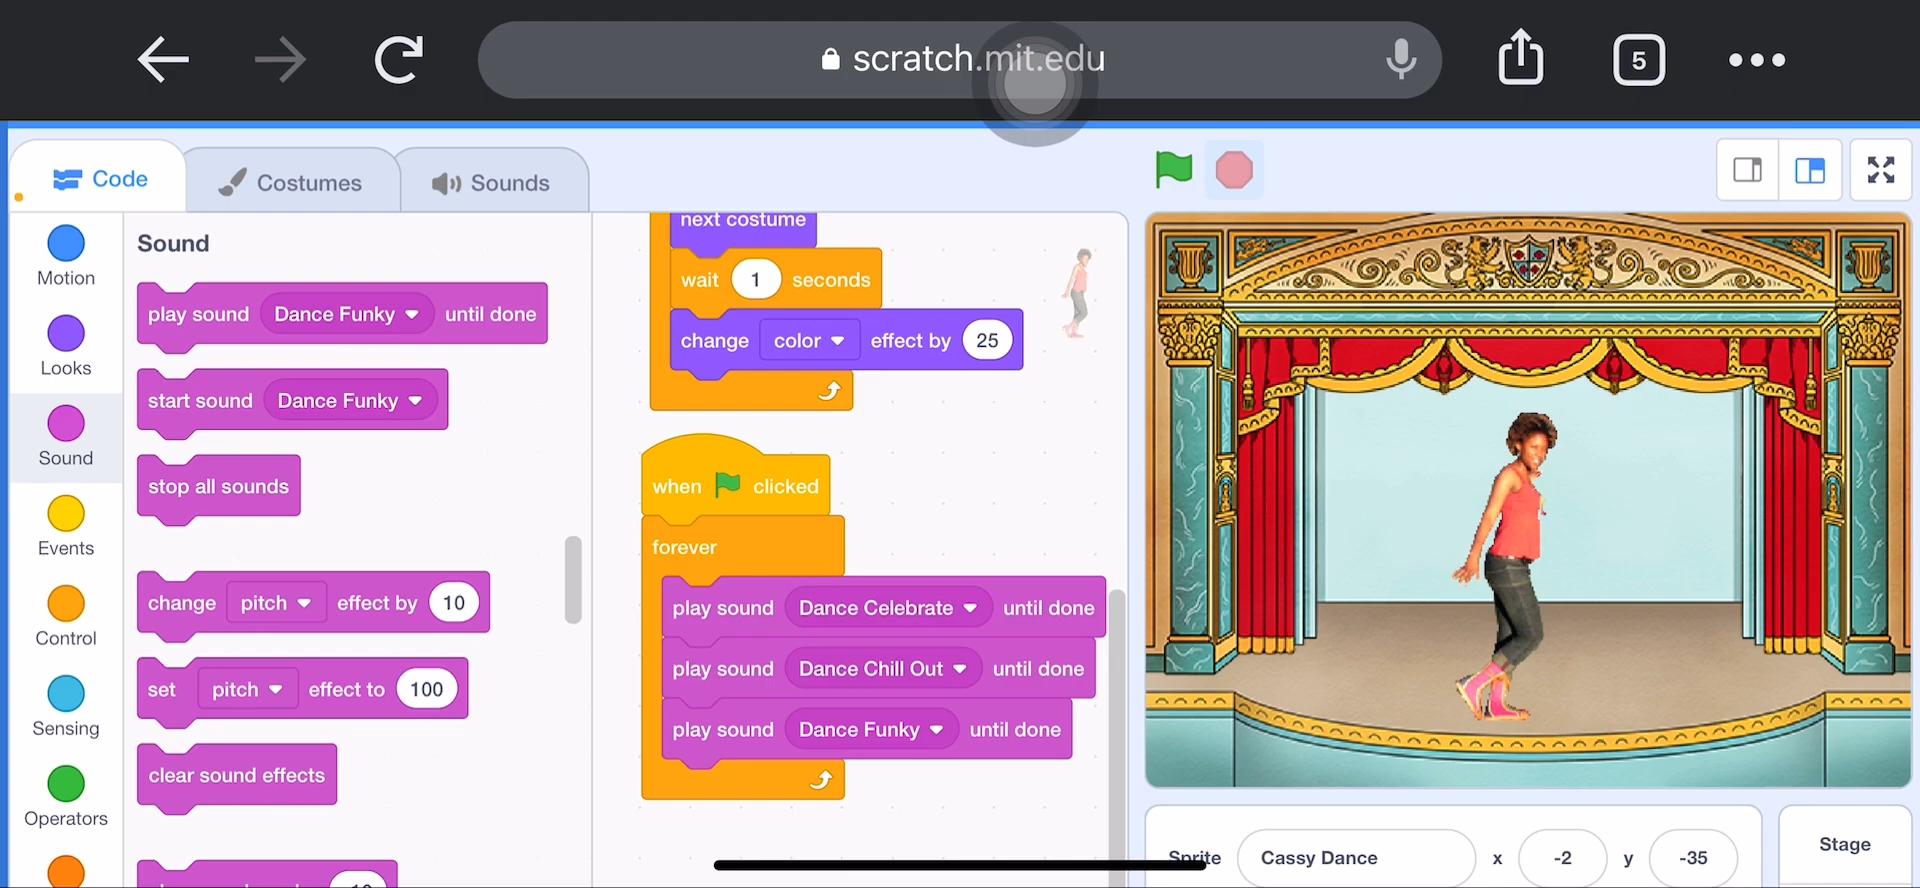 scratch.mit.edu
5
Code
Costumes
Sounds
Motion
Looks
Sound
Events
Control
Sensing
Operators
Sound
play sound Dance Funky until done
start sound Dance Funky
stop all sounds
change pitch effect by 10
set pitch effect to 100
clear sound effects
next costume
wait 1 seconds
change color effect by 25
when clicked
forever
play sound Dance Celebrate until done
play sound Dance Chill Out until done
play sound Dance Funky until done
Sprite Cassy Dance x -2 y -35
Stage